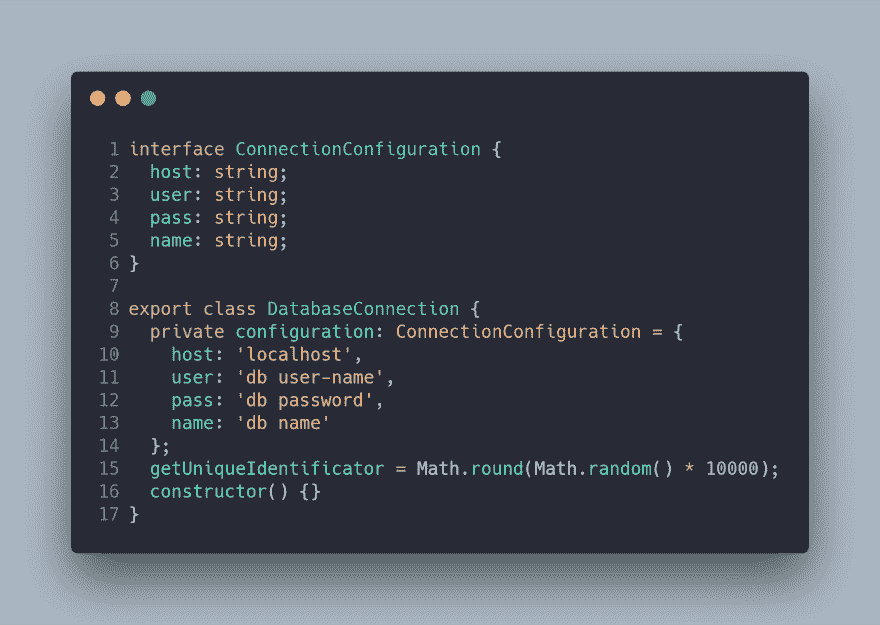 1 interface ConnectionConfiguration {
2   host: string;
3   user: string;
4   pass: string;
5   name: string;
6 }
7
8 export class DatabaseConnection {
9   private configuration: ConnectionConfiguration = {
10     host: 'localhost',
11     user: 'db user-name',
12     pass: 'db password',
13     name: 'db name'
14   };
15   getUniqueIdentificator = Math.round(Math.random() * 10000);
16   constructor() {}
17 }